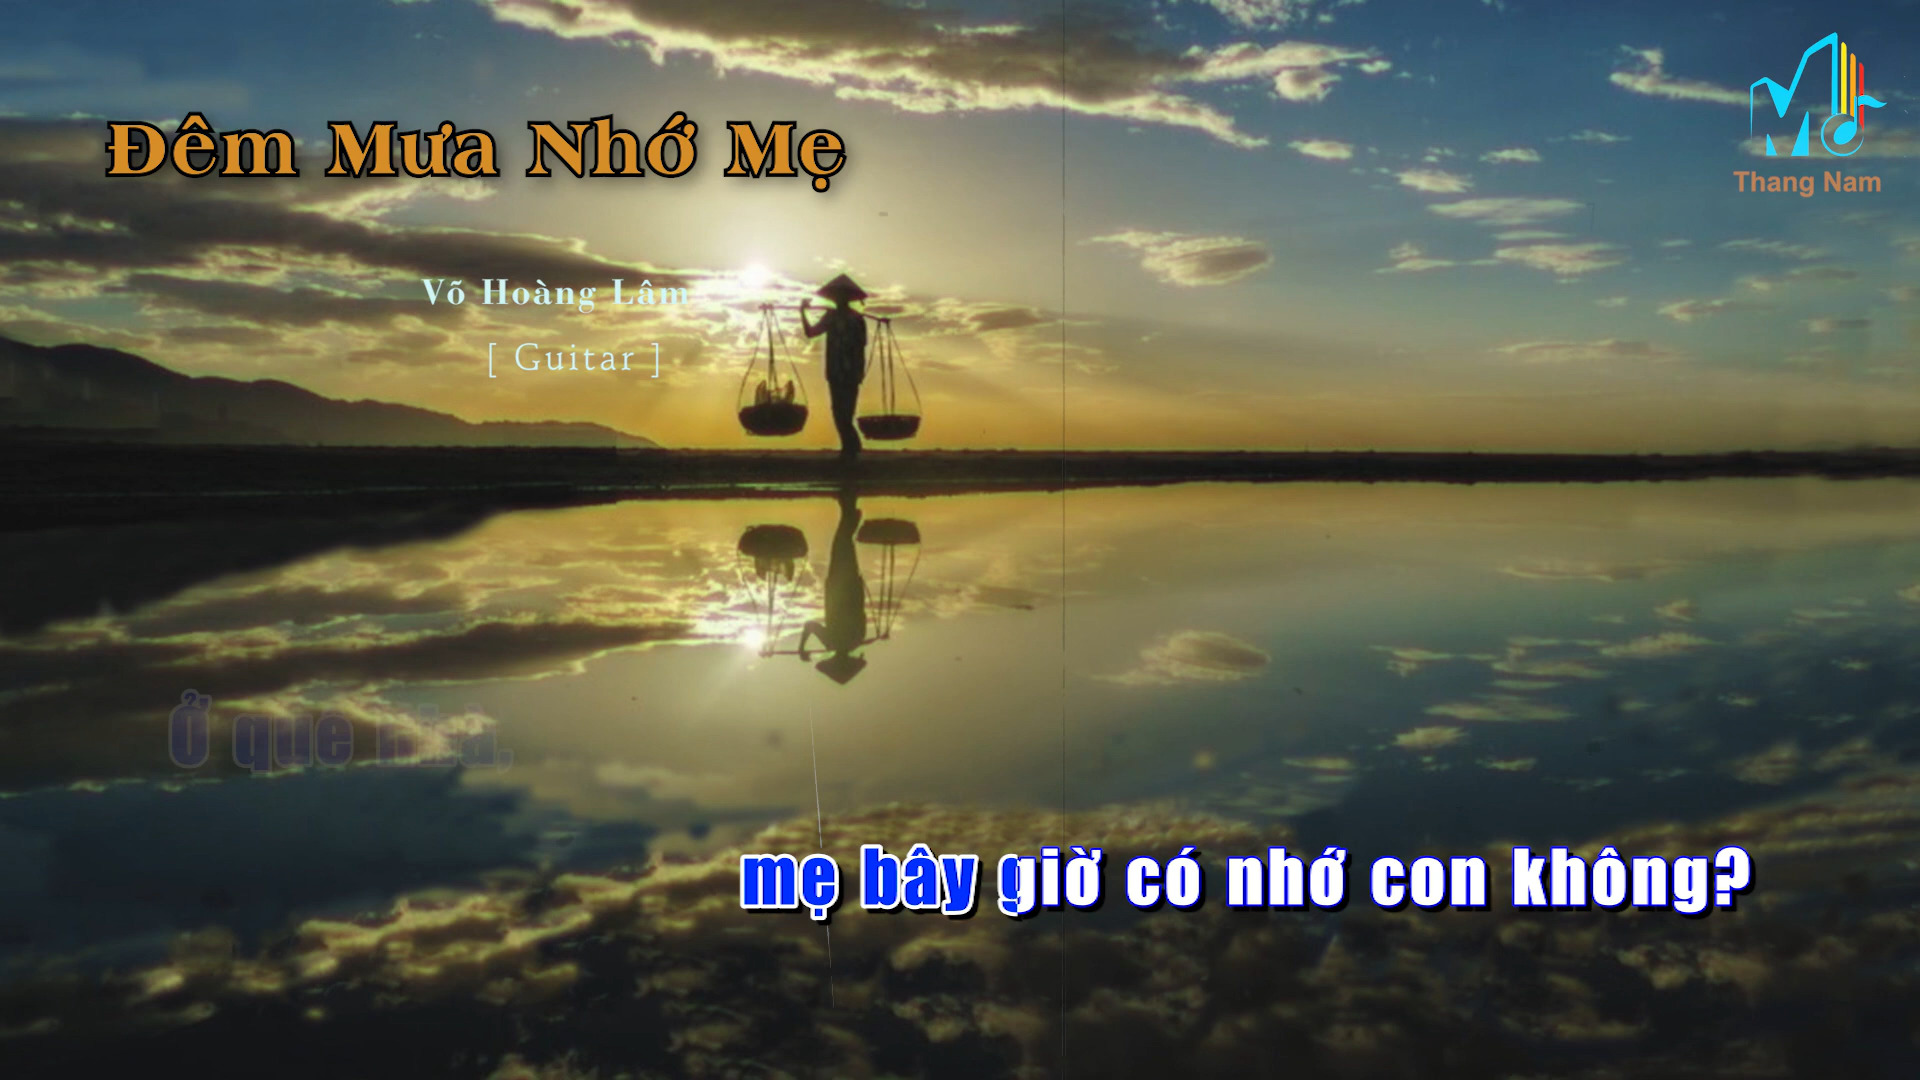 Đêm Mưa Nhớ Mẹ
Thang Nam
Võ Hoàng Lâm
[ Guitar ]
Ở quê nhà,
mẹ bây giờ có nhớ con không?